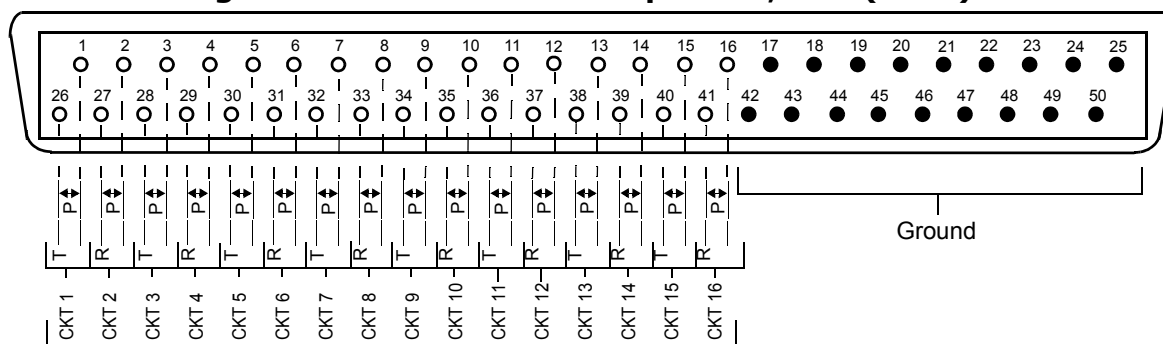 1 2 3 4 5 6 7 8 9 10 11 12 13 14 15 16 17 18 19 20 21 22 23 24 25
26 27 28 29 30 31 32 33 34 35 36 37 38 39 40 41 42 43 44 45 46 47 48 49 50
P P P P P P P P P P P P P P P P
Ground
T R T R T R T R T R T R T R T R
CKT 1 CKT 2 CKT 3 CKT 4 CKT 5 CKT 6 CKT 7 CKT 8 CKT 9 CKT 10 CKT 11 CKT 12 CKT 13 CKT 14 CKT 15 CKT 16